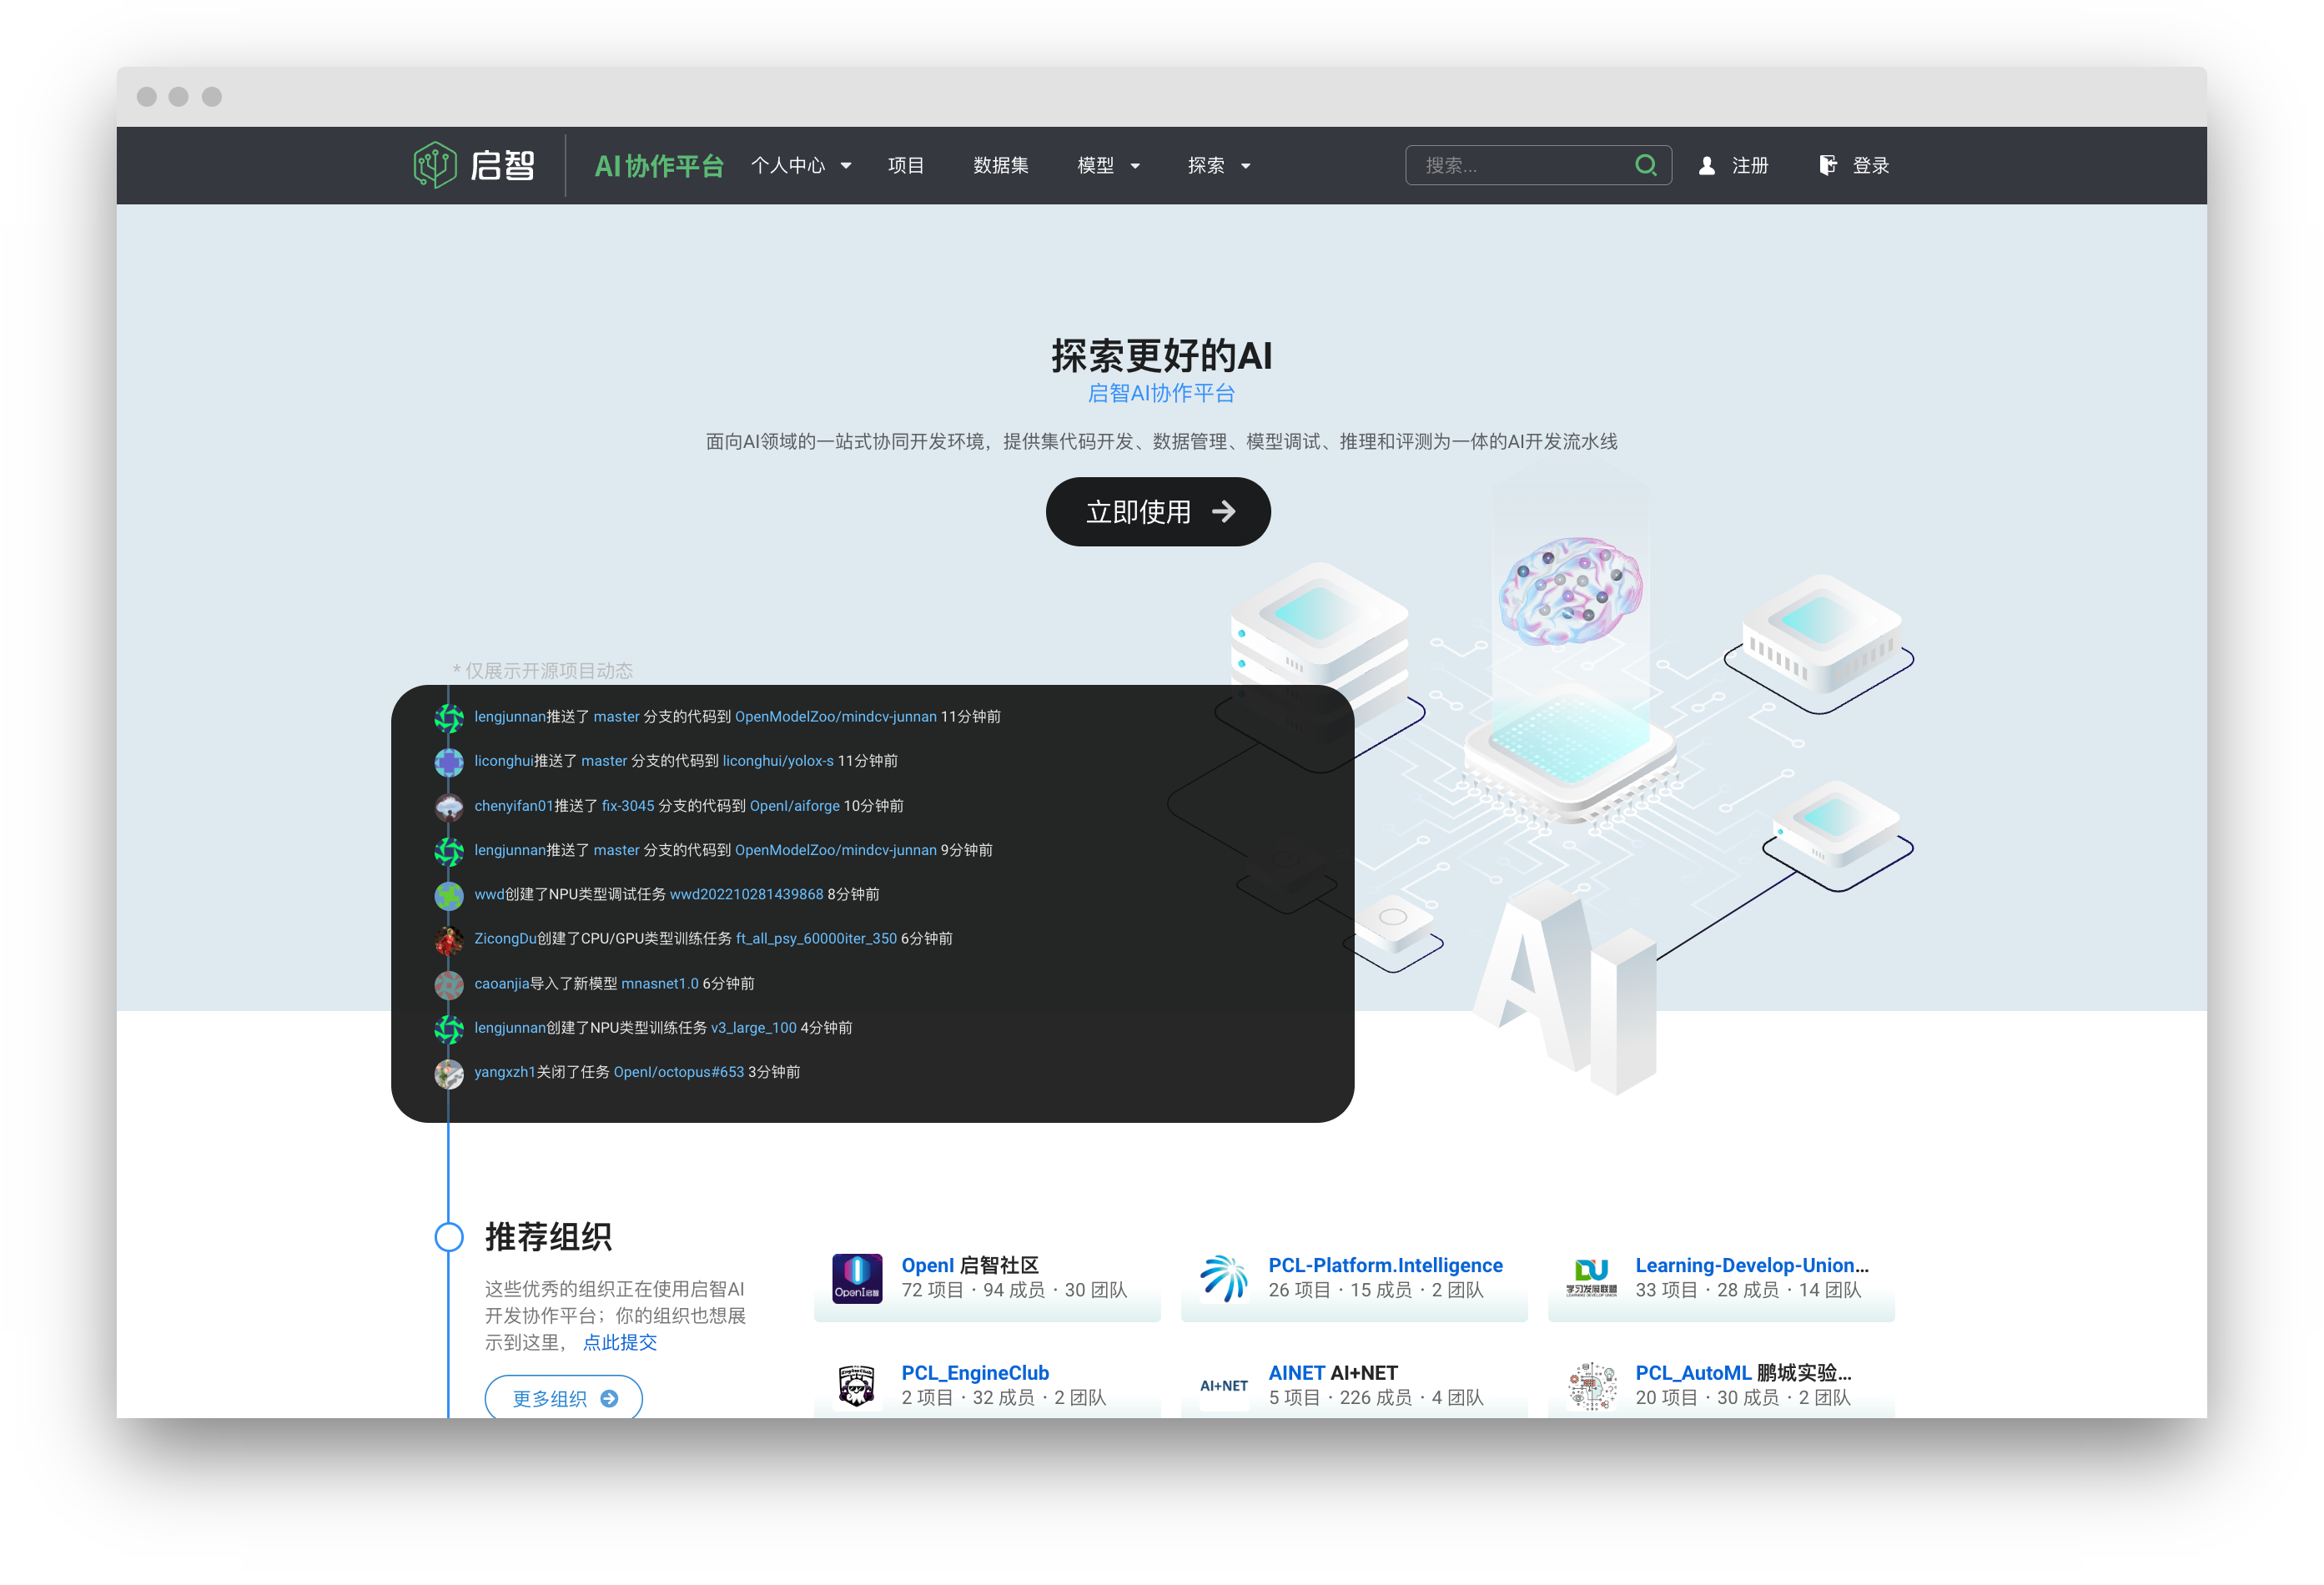 启智 AI协作平台 个人中心 项目 数据集 模型 探索 搜索... 注册 登录
探索更好的AI
启智AI协作平台
面向AI领域的一站式协同开发环境，提供集代码开发、数据管理、模型调试、推理和评测为一体的AI开发流水线
立即使用
* 仅展示开源项目动态
lengjunnan推送了 master 分支的代码到 OpenModelZoo/mindcv-junnan 11分钟前
liconghui推送了 master 分支的代码到 liconghui/yolox-s 11分钟前
chenyifan01推送了 fix-3045 分支的代码到 OpenI/aiforge 10分钟前
lengjunnan推送了 master 分支的代码到 OpenModelZoo/mindcv-junnan 9分钟前
wwd创建了NPU类型调试任务 wwd202210281439868 8分钟前
ZicongDu创建了CPU/GPU类型训练任务 ft_all_psy_60000iter_350 6分钟前
caoanjia导入了新模型 mnasnet1.0 6分钟前
lengjunnan创建了NPU类型训练任务 v3_large_100 4分钟前
yangxzh1关闭了任务 OpenI/octopus#653 3分钟前
AI
推荐组织
这些优秀的组织正在使用启智AI
开发协作平台；你的组织也想展
示到这里， 点此提交
更多组织
OpenI启智
OpenI 启智社区
72 项目・94 成员・30 团队
PCL-Platform.Intelligence
26 项目・15 成员・2 团队
DU
学习发展联盟
LEARNING DEVELOP UNION
Learning-Develop-Union...
33 项目・28 成员・14 团队
EngineClub
PCL_EngineClub
2 项目・32 成员・2 团队
AI+NET
AINET AI+NET
5 项目・226 成员・4 团队
PCL_AutoML 鹏城实验...
20 项目・30 成员・2 团队